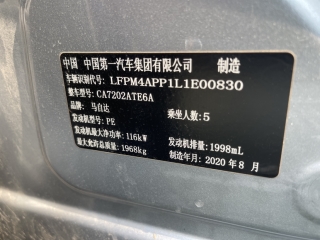 中国 中国第一汽车集团有限公司 制造
车辆识别代号: LFPM4APP1L1E00830
整车型号: CA7202ATE6A
品牌: 马自达 乘坐人数: 5
发动机型号: PE
最大净功率: 116kW 发动机排量: 1998mL
最大允许总质量: 1968kg 制造年月: 2020 年 8 月